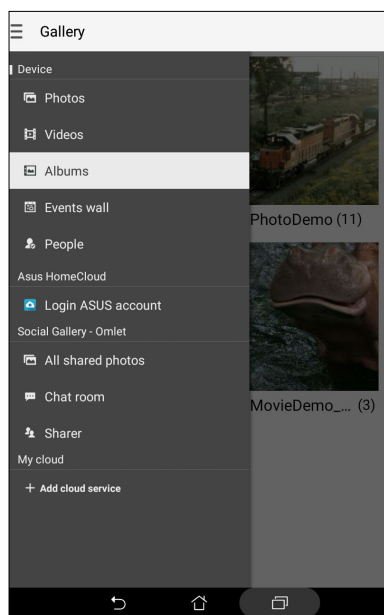 Gallery
Device
Photos
Videos
Albums
Events wall
People
Asus HomeCloud
Login ASUS account
Social Gallery - Omlet
All shared photos
Chat room
Sharer
My cloud
+ Add cloud service
PhotoDemo (11)
MovieDemo_... (3)